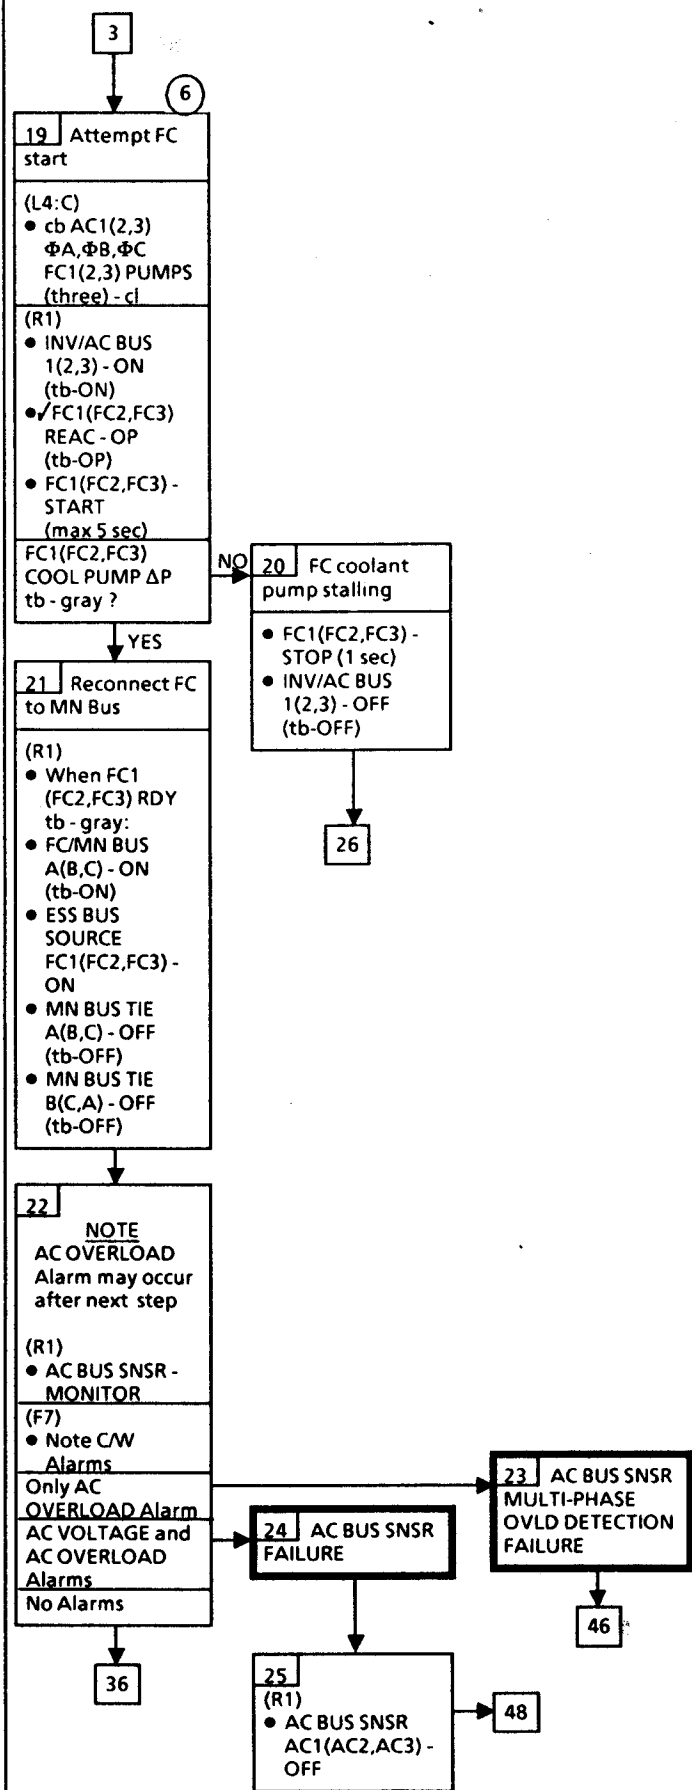 3
6
19 Attempt FC
start
(L4:C)
● cb AC1(2,3)
ΦA,ΦB,ΦC
FC1(2,3) PUMPS
(three) - cl
(R1)
● INV/AC BUS
1(2,3) - ON
(tb-ON)
●✓FC1(FC2,FC3)
REAC - OP
(tb-OP)
● FC1(FC2,FC3) -
START
(max 5 sec)
FC1(FC2,FC3)
COOL PUMP ΔP
tb - gray ?
NO
YES
20 FC coolant
pump stalling
● FC1(FC2,FC3) -
STOP (1 sec)
● INV/AC BUS
1(2,3) - OFF
(tb-OFF)
26
21 Reconnect FC
to MN Bus
(R1)
● When FC1
(FC2,FC3) RDY
tb - gray:
● FC/MN BUS
A(B,C) - ON
(tb-ON)
● ESS BUS
SOURCE
FC1(FC2,FC3) -
ON
● MN BUS TIE
A(B,C) - OFF
(tb-OFF)
● MN BUS TIE
B(C,A) - OFF
(tb-OFF)
22
NOTE
AC OVERLOAD
Alarm may occur
after next step
(R1)
● AC BUS SNSR -
MONITOR
(F7)
● Note C/W
Alarms
Only AC
OVERLOAD Alarm
AC VOLTAGE and
AC OVERLOAD
Alarms
No Alarms
36
23 AC BUS SNSR
MULTI-PHASE
OVLD DETECTION
FAILURE
46
24 AC BUS SNSR
FAILURE
25
(R1)
● AC BUS SNSR
AC1(AC2,AC3) -
OFF
48